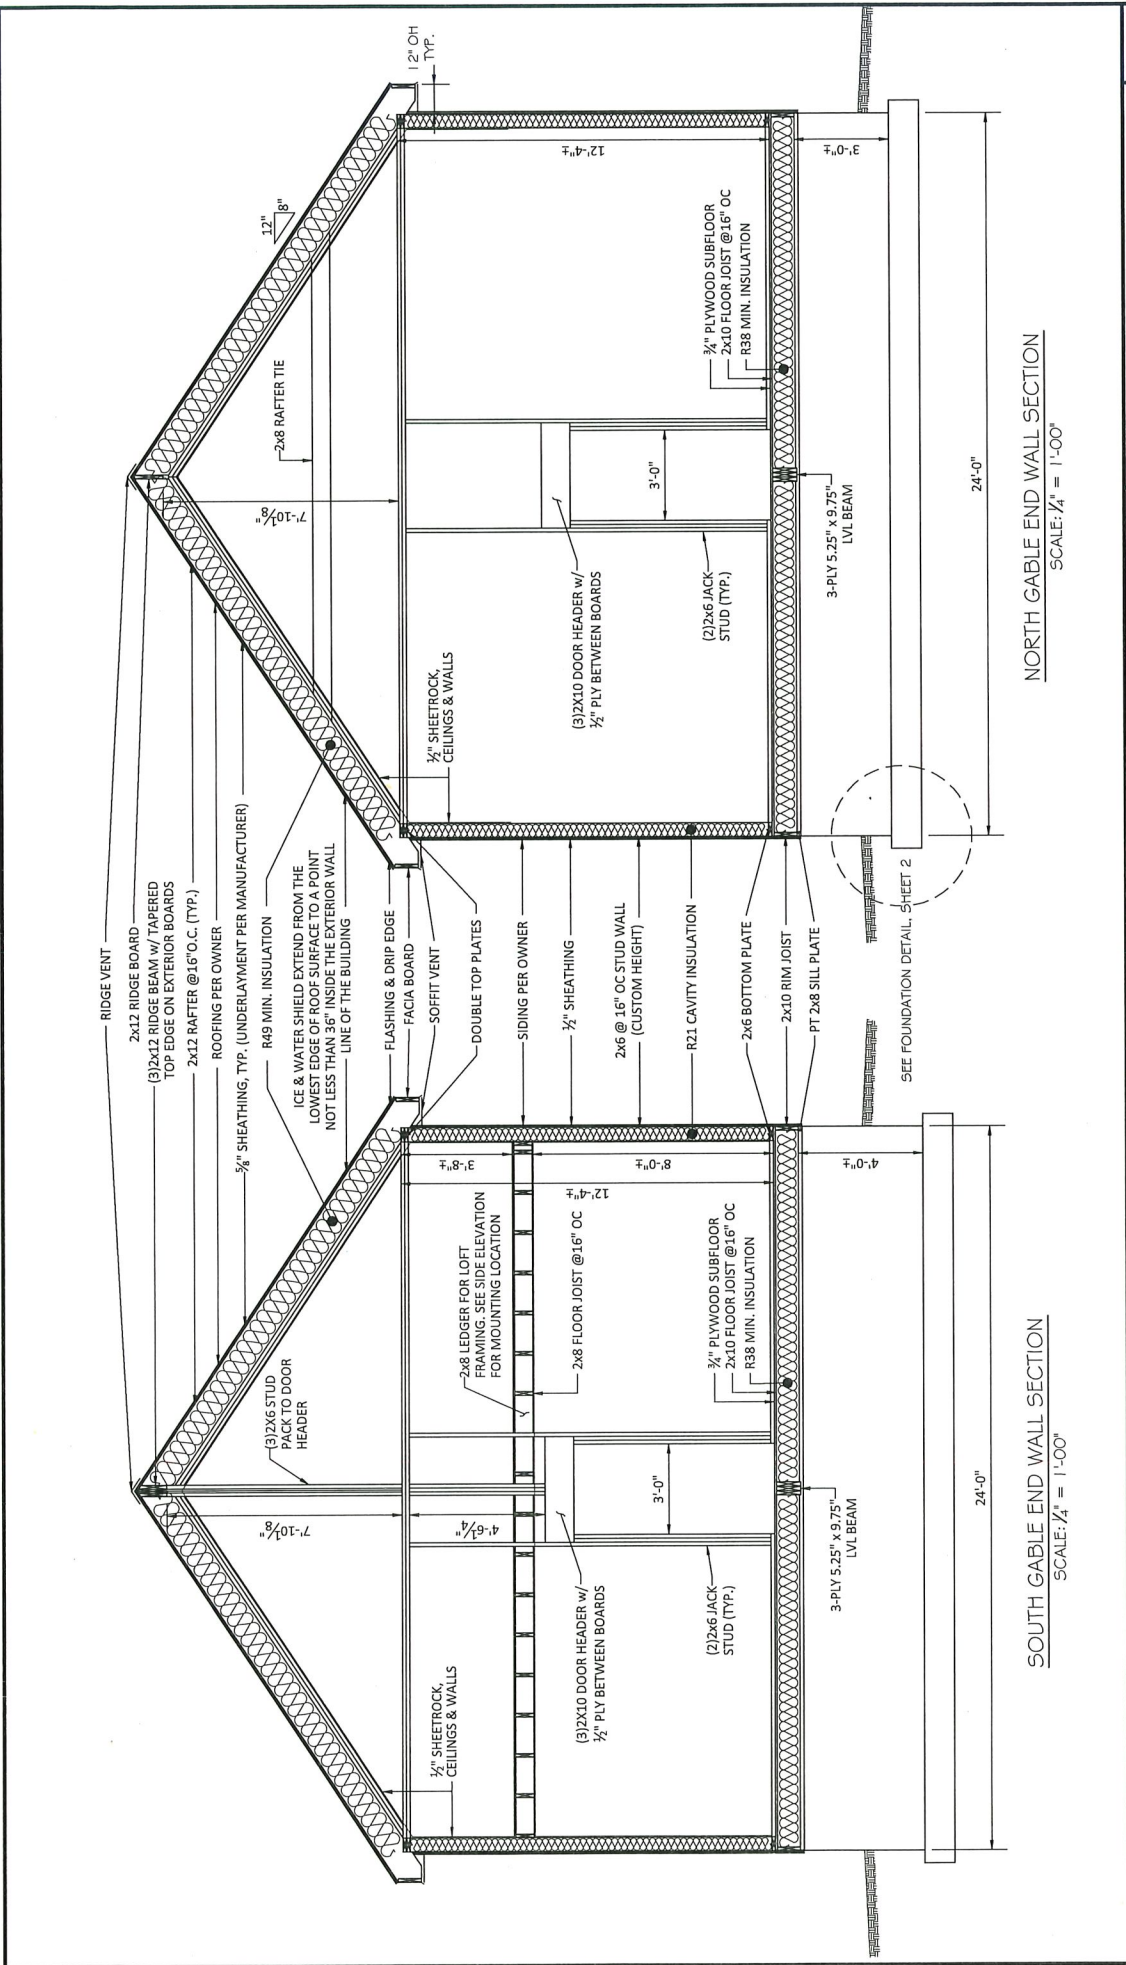 RIDGE VENT
2x12 RIDGE BOARD
(3)2x12 RIDGE BEAM w/ TAPERED
TOP EDGE ON EXTERIOR BOARDS
2x12 RAFTER @16"O.C. (TYP.)
ROOFING PER OWNER
⅝" SHEATHING, TYP. (UNDERLAYMENT PER MANUFACTURER)
R49 MIN. INSULATION
ICE & WATER SHIELD EXTEND FROM THE
LOWEST EDGE OF ROOF SURFACE TO A POINT
NOT LESS THAN 36" INSIDE THE EXTERIOR WALL
LINE OF THE BUILDING
FLASHING & DRIP EDGE
FACIA BOARD
SOFFIT VENT
DOUBLE TOP PLATES
SIDING PER OWNER
½" SHEATHING
2x6 @ 16" OC STUD WALL
(CUSTOM HEIGHT)
R21 CAVITY INSULATION
2x6 BOTTOM PLATE
2x10 RIM JOIST
PT 2x8 SILL PLATE
SEE FOUNDATION DETAIL, SHEET 2
(3)2X6 STUD
PACK TO DOOR
HEADER
7'-10⅛"
4'-6¼"
½" SHEETROCK,
CEILINGS & WALLS
2x8 LEDGER FOR LOFT
FRAMING. SEE SIDE ELEVATION
FOR MOUNTING LOCATION
3'-8"±
12'-4"±
8'-0"±
2x8 FLOOR JOIST @16" OC
(3)2X10 DOOR HEADER w/
½" PLY BETWEEN BOARDS
3'-0"
(2)2x6 JACK
STUD (TYP.)
¾" PLYWOOD SUBFLOOR
2x10 FLOOR JOIST @16" OC
R38 MIN. INSULATION
3-PLY 5.25" x 9.75"
LVL BEAM
4'-0"±
24'-0"
SOUTH GABLE END WALL SECTION
SCALE: ¼" = 1'-00"
12"
8"
12" OH
TYP.
2x8 RAFTER TIE
7'-10⅛"
½" SHEETROCK,
CEILINGS & WALLS
12'-4"±
(3)2X10 DOOR HEADER w/
½" PLY BETWEEN BOARDS
3'-0"
(2)2x6 JACK
STUD (TYP.)
¾" PLYWOOD SUBFLOOR
2x10 FLOOR JOIST @16" OC
R38 MIN. INSULATION
3-PLY 5.25" x 9.75"
LVL BEAM
3'-0"±
24'-0"
NORTH GABLE END WALL SECTION
SCALE: ¼" = 1'-00"